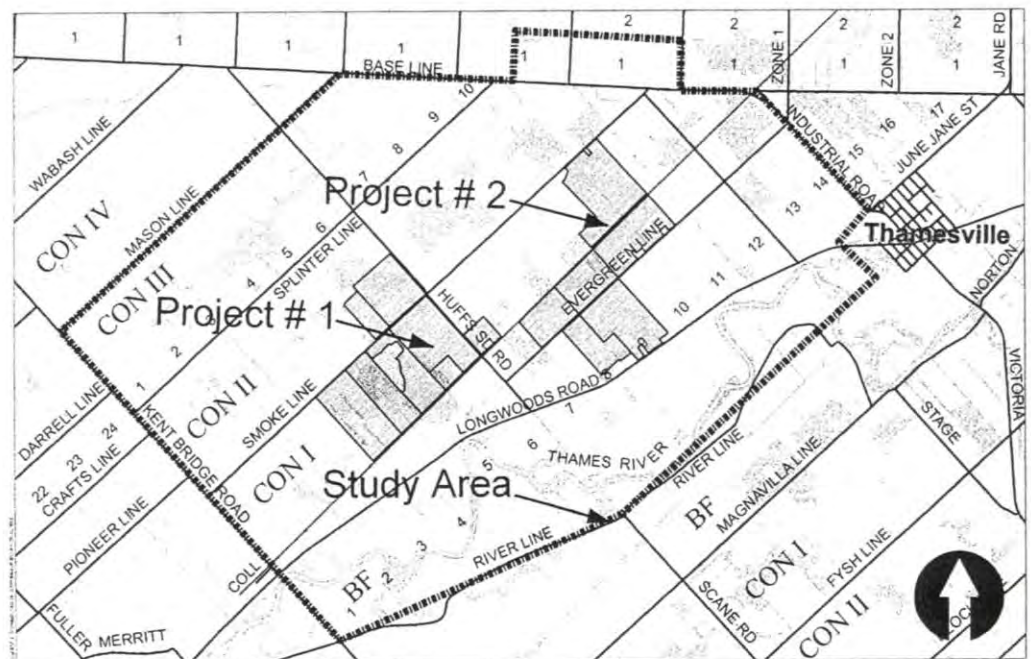 1 1 1 1 1 2 1 2 1 2 1 2 1
BASE LINE
ZONE 1
ZONE 2
JANE RD
WABASH LINE
10
9
8
7
6
5
4
2
1
INDUSTRIAL ROAD
17
16
15
14
13
12
11
10
JUNE JANE ST
MASON LINE
CON IV
CON III
SPLINTER LINE
Project # 2
Project # 1
Thamesville
EVERGREEN LINE
HUFFS SD RD
NORTON
VICTORIA
STAGE
DARRELL LINE
24
23
22
CRAFTS LINE
KENT BRIDGE ROAD
CON II
SMOKE LINE
CON I
LONGWOODS ROAD
8
7
6
5
4
3
2
1
THAMES RIVER
RIVER LINE
MAGNAVILLA LINE
Study Area
PIONEER LINE
COLL
BF
RIVER LINE
BF
CON I
FYSH LINE
CON II
SCANE RD
FULLER
MERRITT